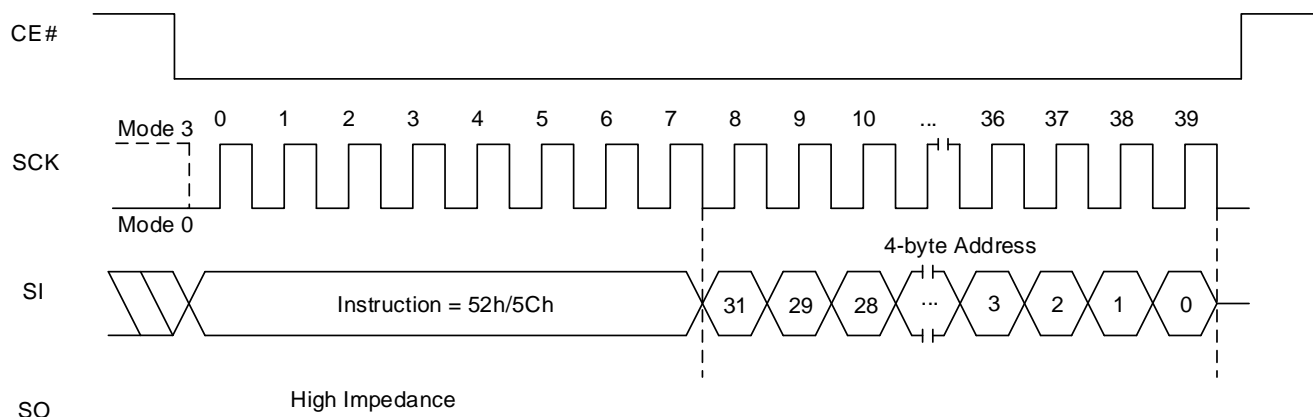 CE#
0 1 2 3 4 5 6 7 8 9 10 ... 36 37 38 39
Mode 3
SCK
Mode 0
4-byte Address
SI
Instruction = 52h/5Ch 31 29 28 ... 3 2 1 0
High Impedance
SO